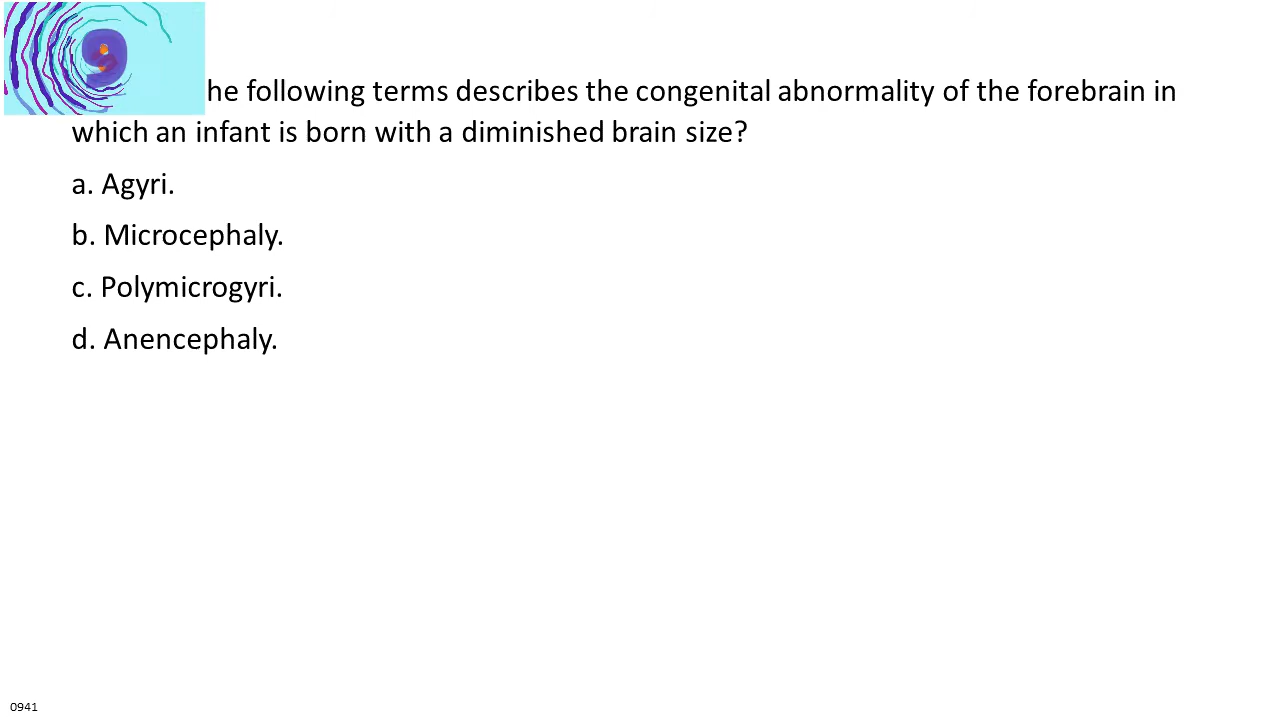 he following terms describes the congenital abnormality of the forebrain in
which an infant is born with a diminished brain size?
a. Agyri.
b. Microcephaly.
c. Polymicrogyri.
d. Anencephaly.
0941